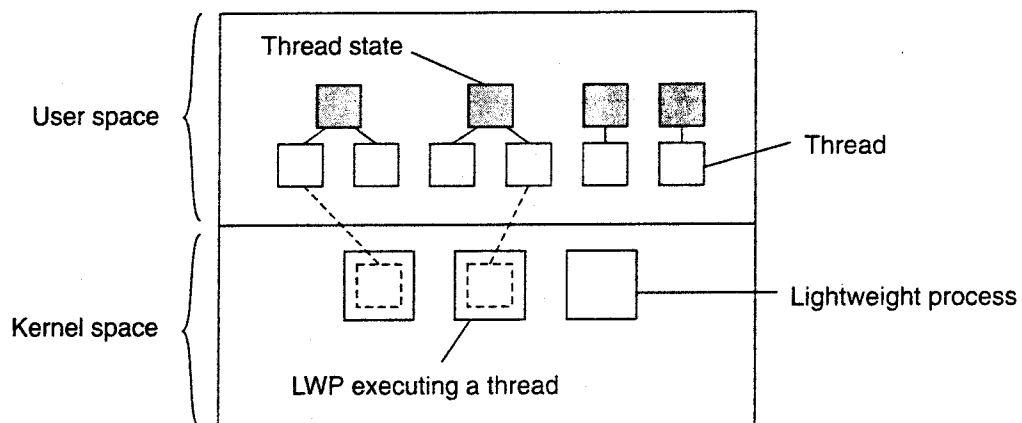 Thread state
User space
Thread
Lightweight process
Kernel space
LWP executing a thread